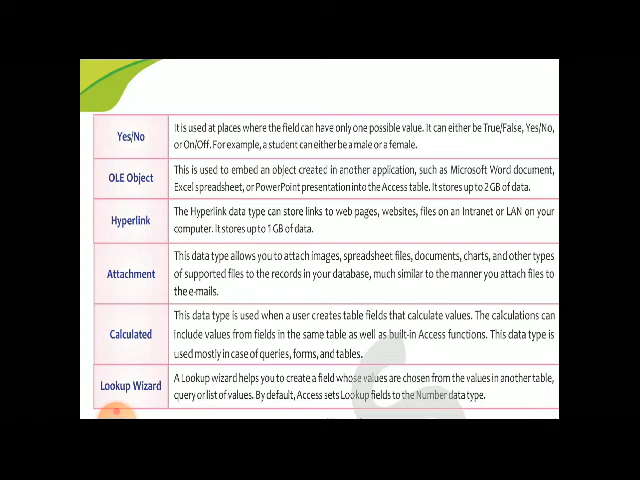 Yes/No
It is used at places where the field can have only one possible value. It can either be True/False, Yes/No,
or On/Off. For example, a student can either be a male or a female.
OLE Object
This is used to embed an object created in another application, such as Microsoft Word document,
Excel spreadsheet, or PowerPoint presentation into the Access table. It stores up to 2 GB of data.
Hyperlink
The Hyperlink data type can store links to web pages, websites, files on an Intranet or LAN on your
computer. It stores up to 1 GB of data.
Attachment
This data type allows you to attach images, spreadsheet files, documents, charts, and other types
of supported files to the records in your database, much similar to the manner you attach files to
the e-mails.
Calculated
This data type is used when a user creates table fields that calculate values. The calculations can
include values from fields in the same table as well as built-in Access functions. This data type is
used mostly in case of queries, forms, and tables.
Lookup Wizard
A Lookup wizard helps you to create a field whose values are chosen from the values in another table,
query or list of values. By default, Access sets Lookup fields to the Number data type.